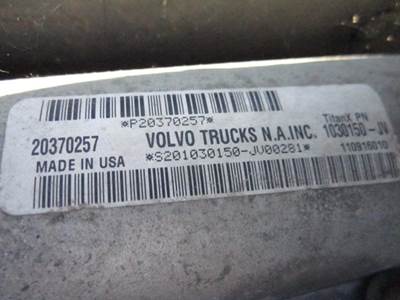 *P20370257*
TitanX PN
20370257 VOLVO TRUCKS N.A.INC. 1030150-JV
MADE IN USA *S201030150-JV00281* 110916010